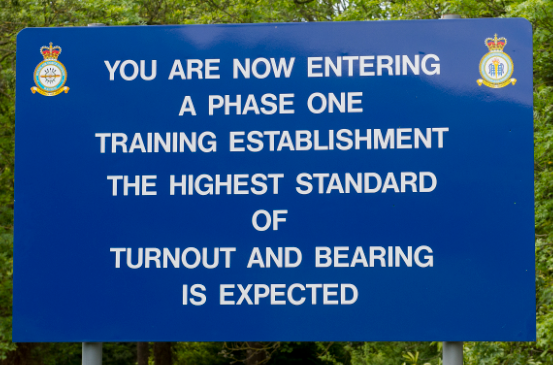 YOU ARE NOW ENTERING
A PHASE ONE
TRAINING ESTABLISHMENT
THE HIGHEST STANDARD
OF
TURNOUT AND BEARING
IS EXPECTED